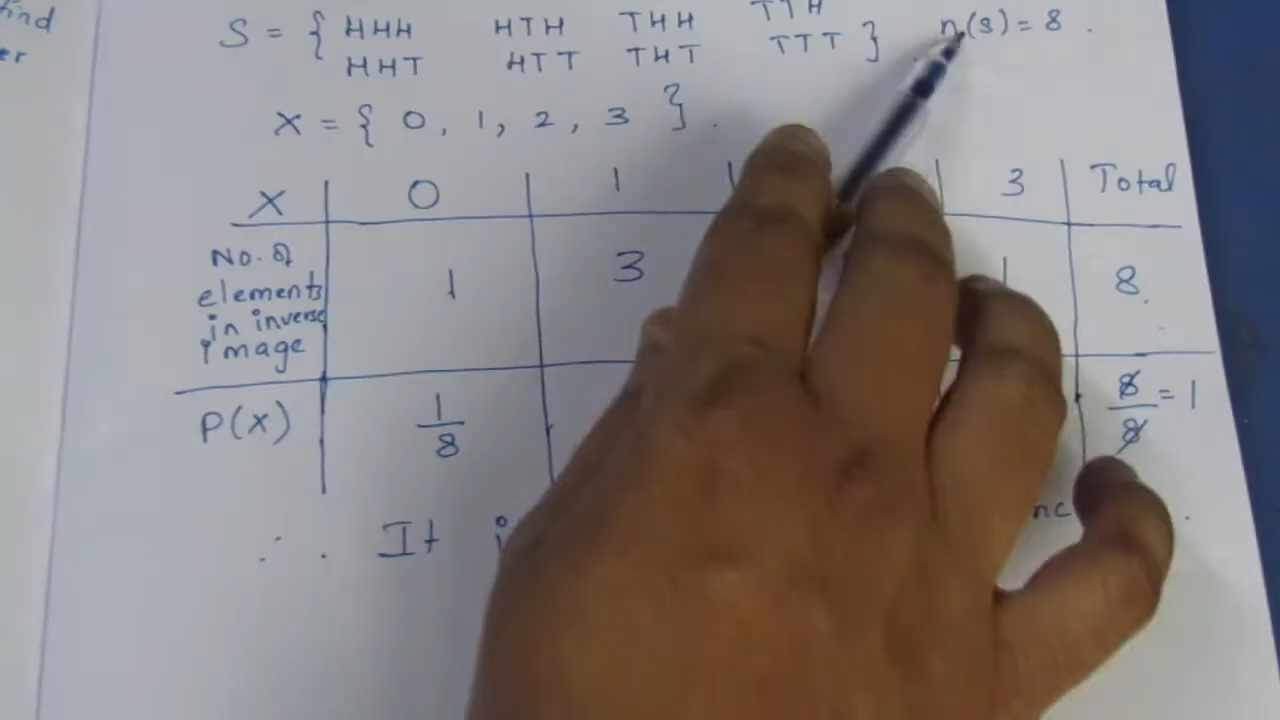 find
er
S = { HHH HTH THH TTH
HHT HTT THT TTT } n(s) = 8 .
X = { 0, 1, 2, 3 } .
X 0 1 3 Total
No. of elements in inverse image 1 3 1 8
P(X) 1/8 8/8 = 1
∴ It